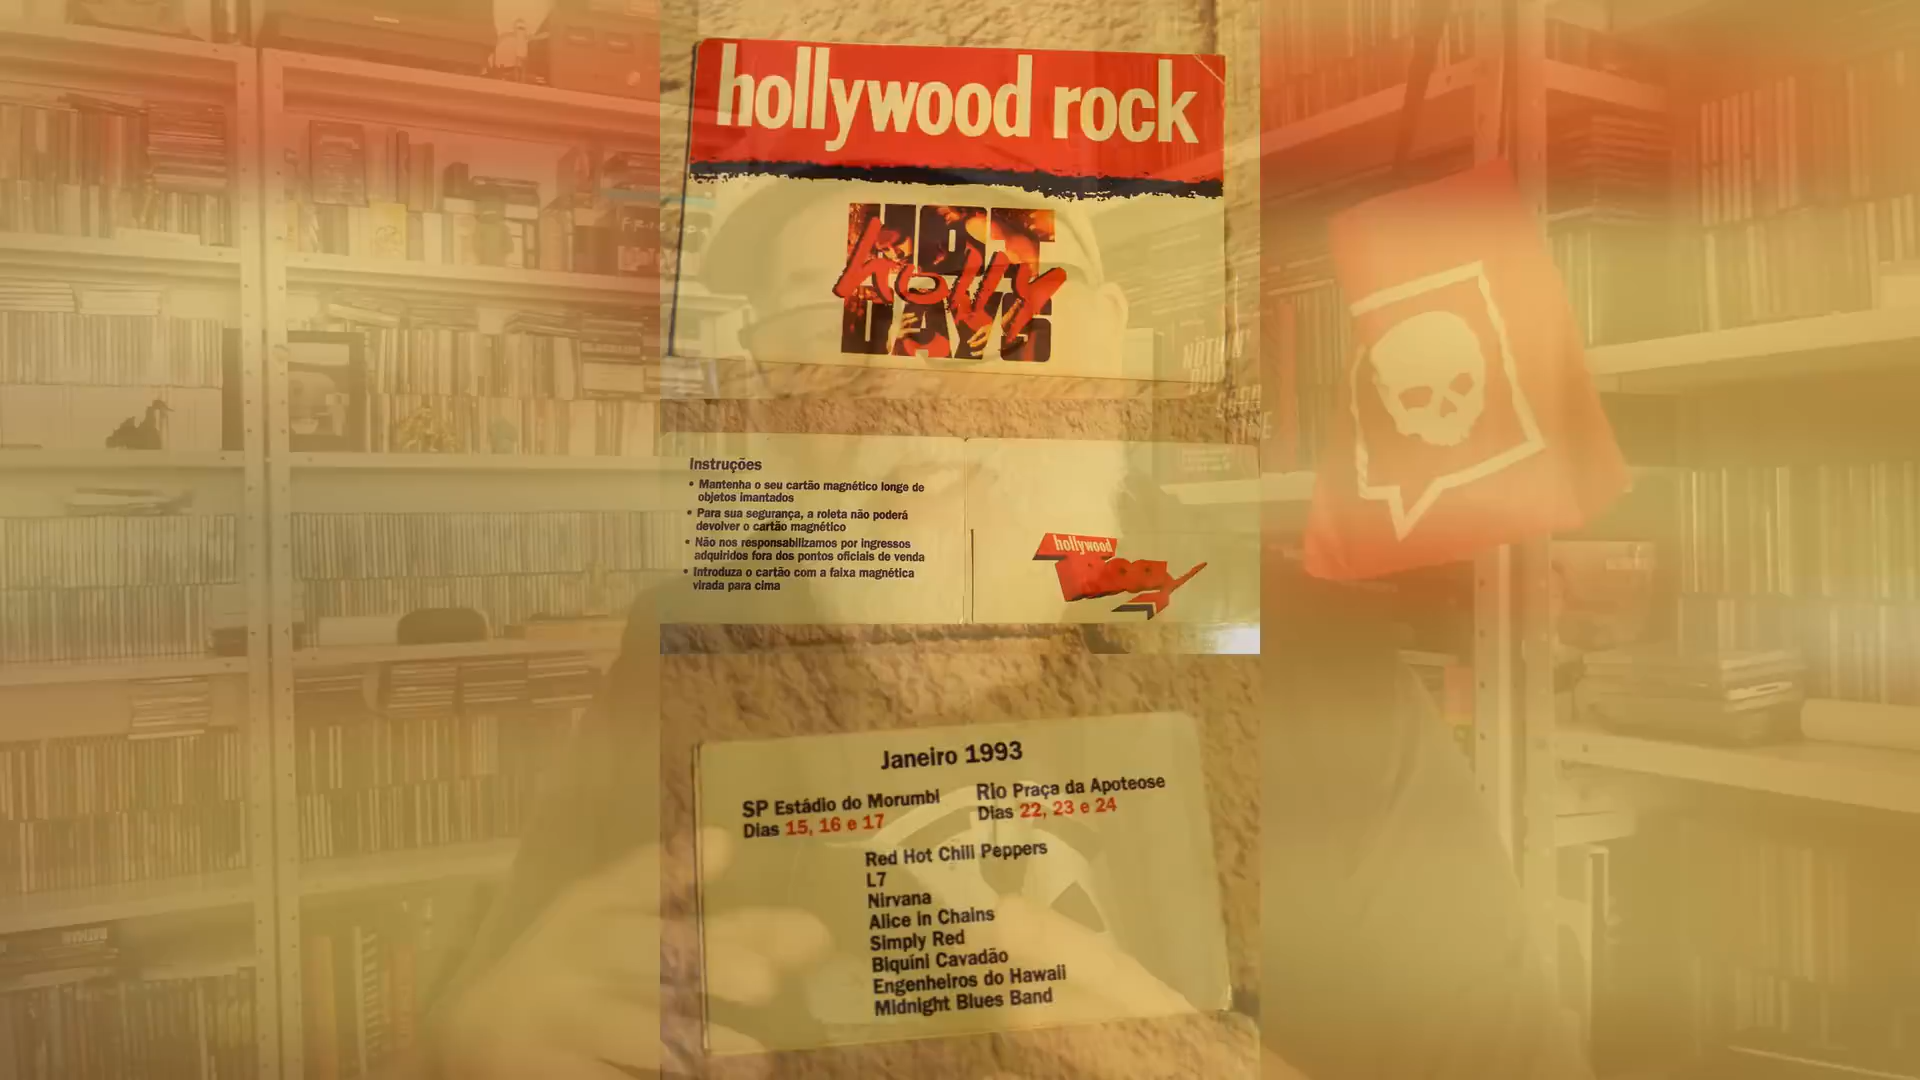 hollywood rock
HOT
holly
DAYS
Instruções
• Mantenha o seu cartão magnético longe de
objetos imantados
• Para sua segurança, a roleta não poderá
devolver o cartão magnético
• Não nos responsabilizamos por ingressos
adquiridos fora dos pontos oficiais de venda
• Introduza o cartão com a faixa magnética
virada para cima
hollywood
rock
Janeiro 1993
SP Estádio do Morumbi
Dias 15, 16 e 17
Rio Praça da Apoteose
Dias 22, 23 e 24
Red Hot Chili Peppers
L7
Nirvana
Alice in Chains
Simply Red
Biquíni Cavadão
Engenheiros do Hawaii
Midnight Blues Band